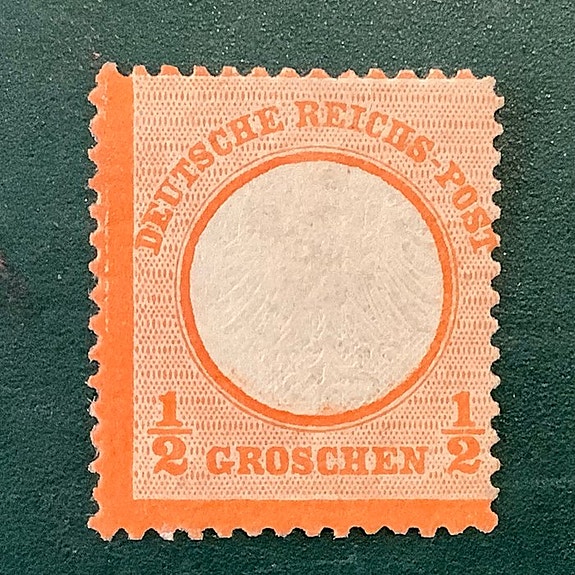 DEUTSCHE REICHS-POST
1/2 GROSCHEN 1/2